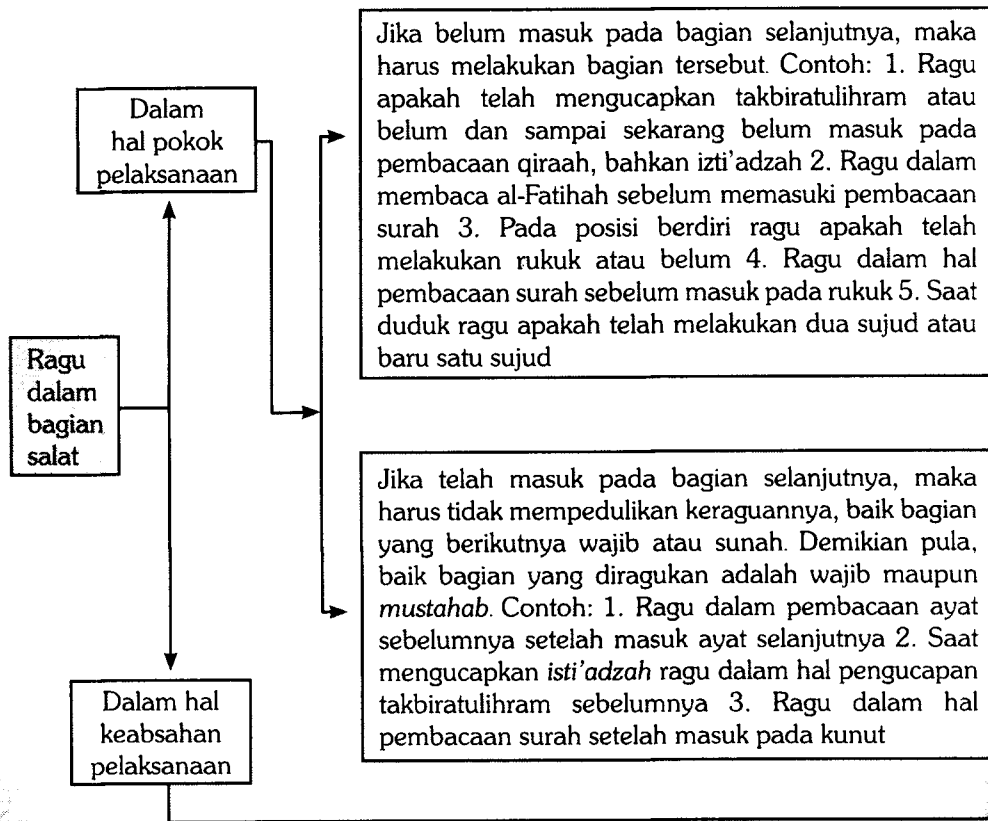 Ragu
dalam
bagian
salat
Dalam
hal pokok
pelaksanaan
Jika belum masuk pada bagian selanjutnya, maka
harus melakukan bagian tersebut. Contoh: 1. Ragu
apakah telah mengucapkan takbiratulihram atau
belum dan sampai sekarang belum masuk pada
pembacaan qiraah, bahkan izti'adzah 2. Ragu dalam
membaca al-Fatihah sebelum memasuki pembacaan
surah 3. Pada posisi berdiri ragu apakah telah
melakukan rukuk atau belum 4. Ragu dalam hal
pembacaan surah sebelum masuk pada rukuk 5. Saat
duduk ragu apakah telah melakukan dua sujud atau
baru satu sujud
Jika telah masuk pada bagian selanjutnya, maka
harus tidak mempedulikan keraguannya, baik bagian
yang berikutnya wajib atau sunah. Demikian pula,
baik bagian yang diragukan adalah wajib maupun
mustahab. Contoh: 1. Ragu dalam pembacaan ayat
sebelumnya setelah masuk ayat selanjutnya 2. Saat
mengucapkan isti'adzah ragu dalam hal pengucapan
takbiratulihram sebelumnya 3. Ragu dalam hal
pembacaan surah setelah masuk pada kunut
Dalam hal
keabsahan
pelaksanaan